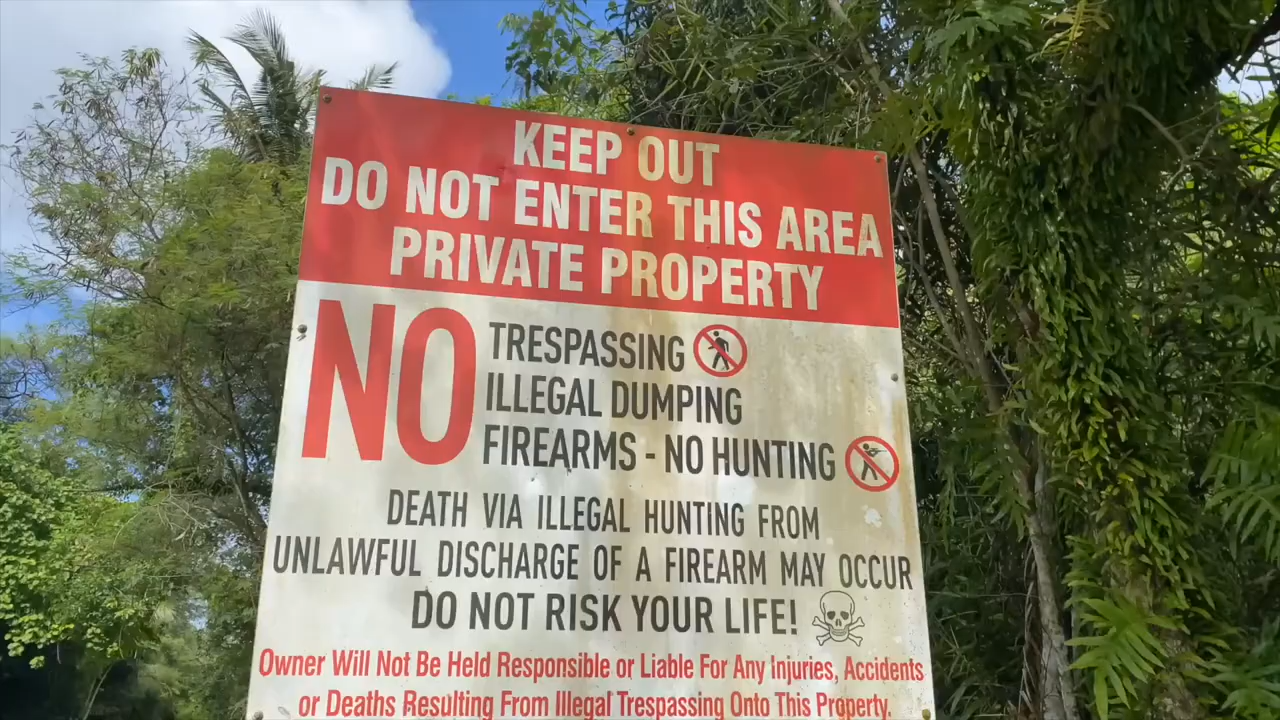 KEEP OUT
DO NOT ENTER THIS AREA
PRIVATE PROPERTY
NO
TRESPASSING
ILLEGAL DUMPING
FIREARMS - NO HUNTING
DEATH VIA ILLEGAL HUNTING FROM
UNLAWFUL DISCHARGE OF A FIREARM MAY OCCUR
DO NOT RISK YOUR LIFE!
Owner Will Not Be Held Responsible or Liable For Any Injuries, Accidents
or Deaths Resulting From Illegal Trespassing Onto This Property.